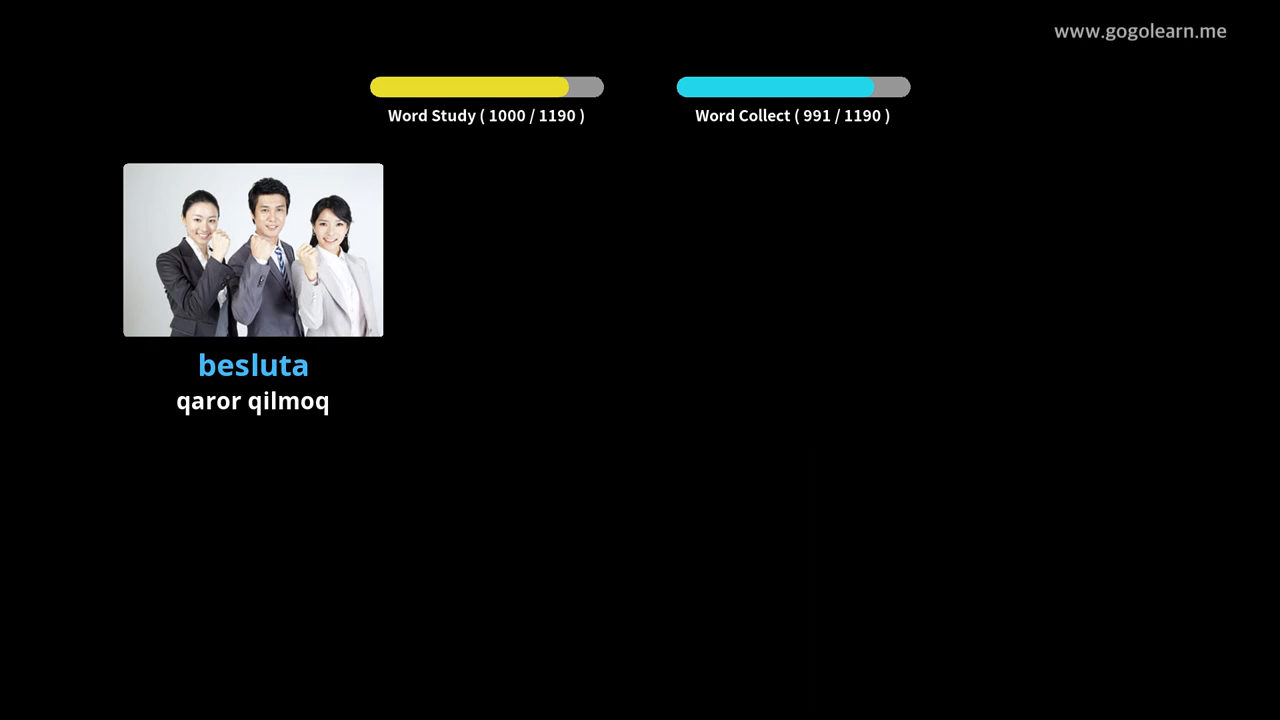 www.gogolearn.me
Word Study ( 1000 / 1190 )
Word Collect ( 991 / 1190 )
besluta
qaror qilmoq